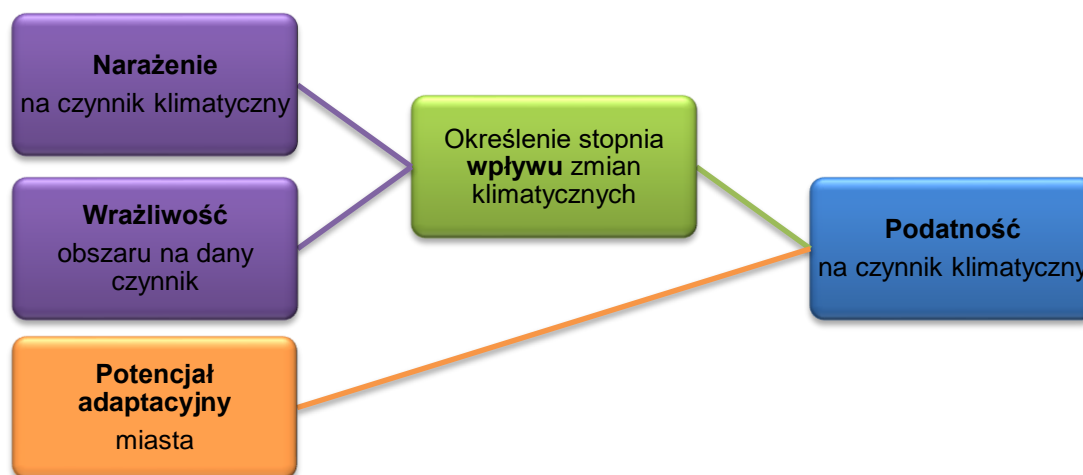 Narażenie
na czynnik klimatyczny
Wrażliwość
obszaru na dany
czynnik
Potencjał
adaptacyjny
miasta
Określenie stopnia
wpływu zmian
klimatycznych
Podatność
na czynnik klimatyczny